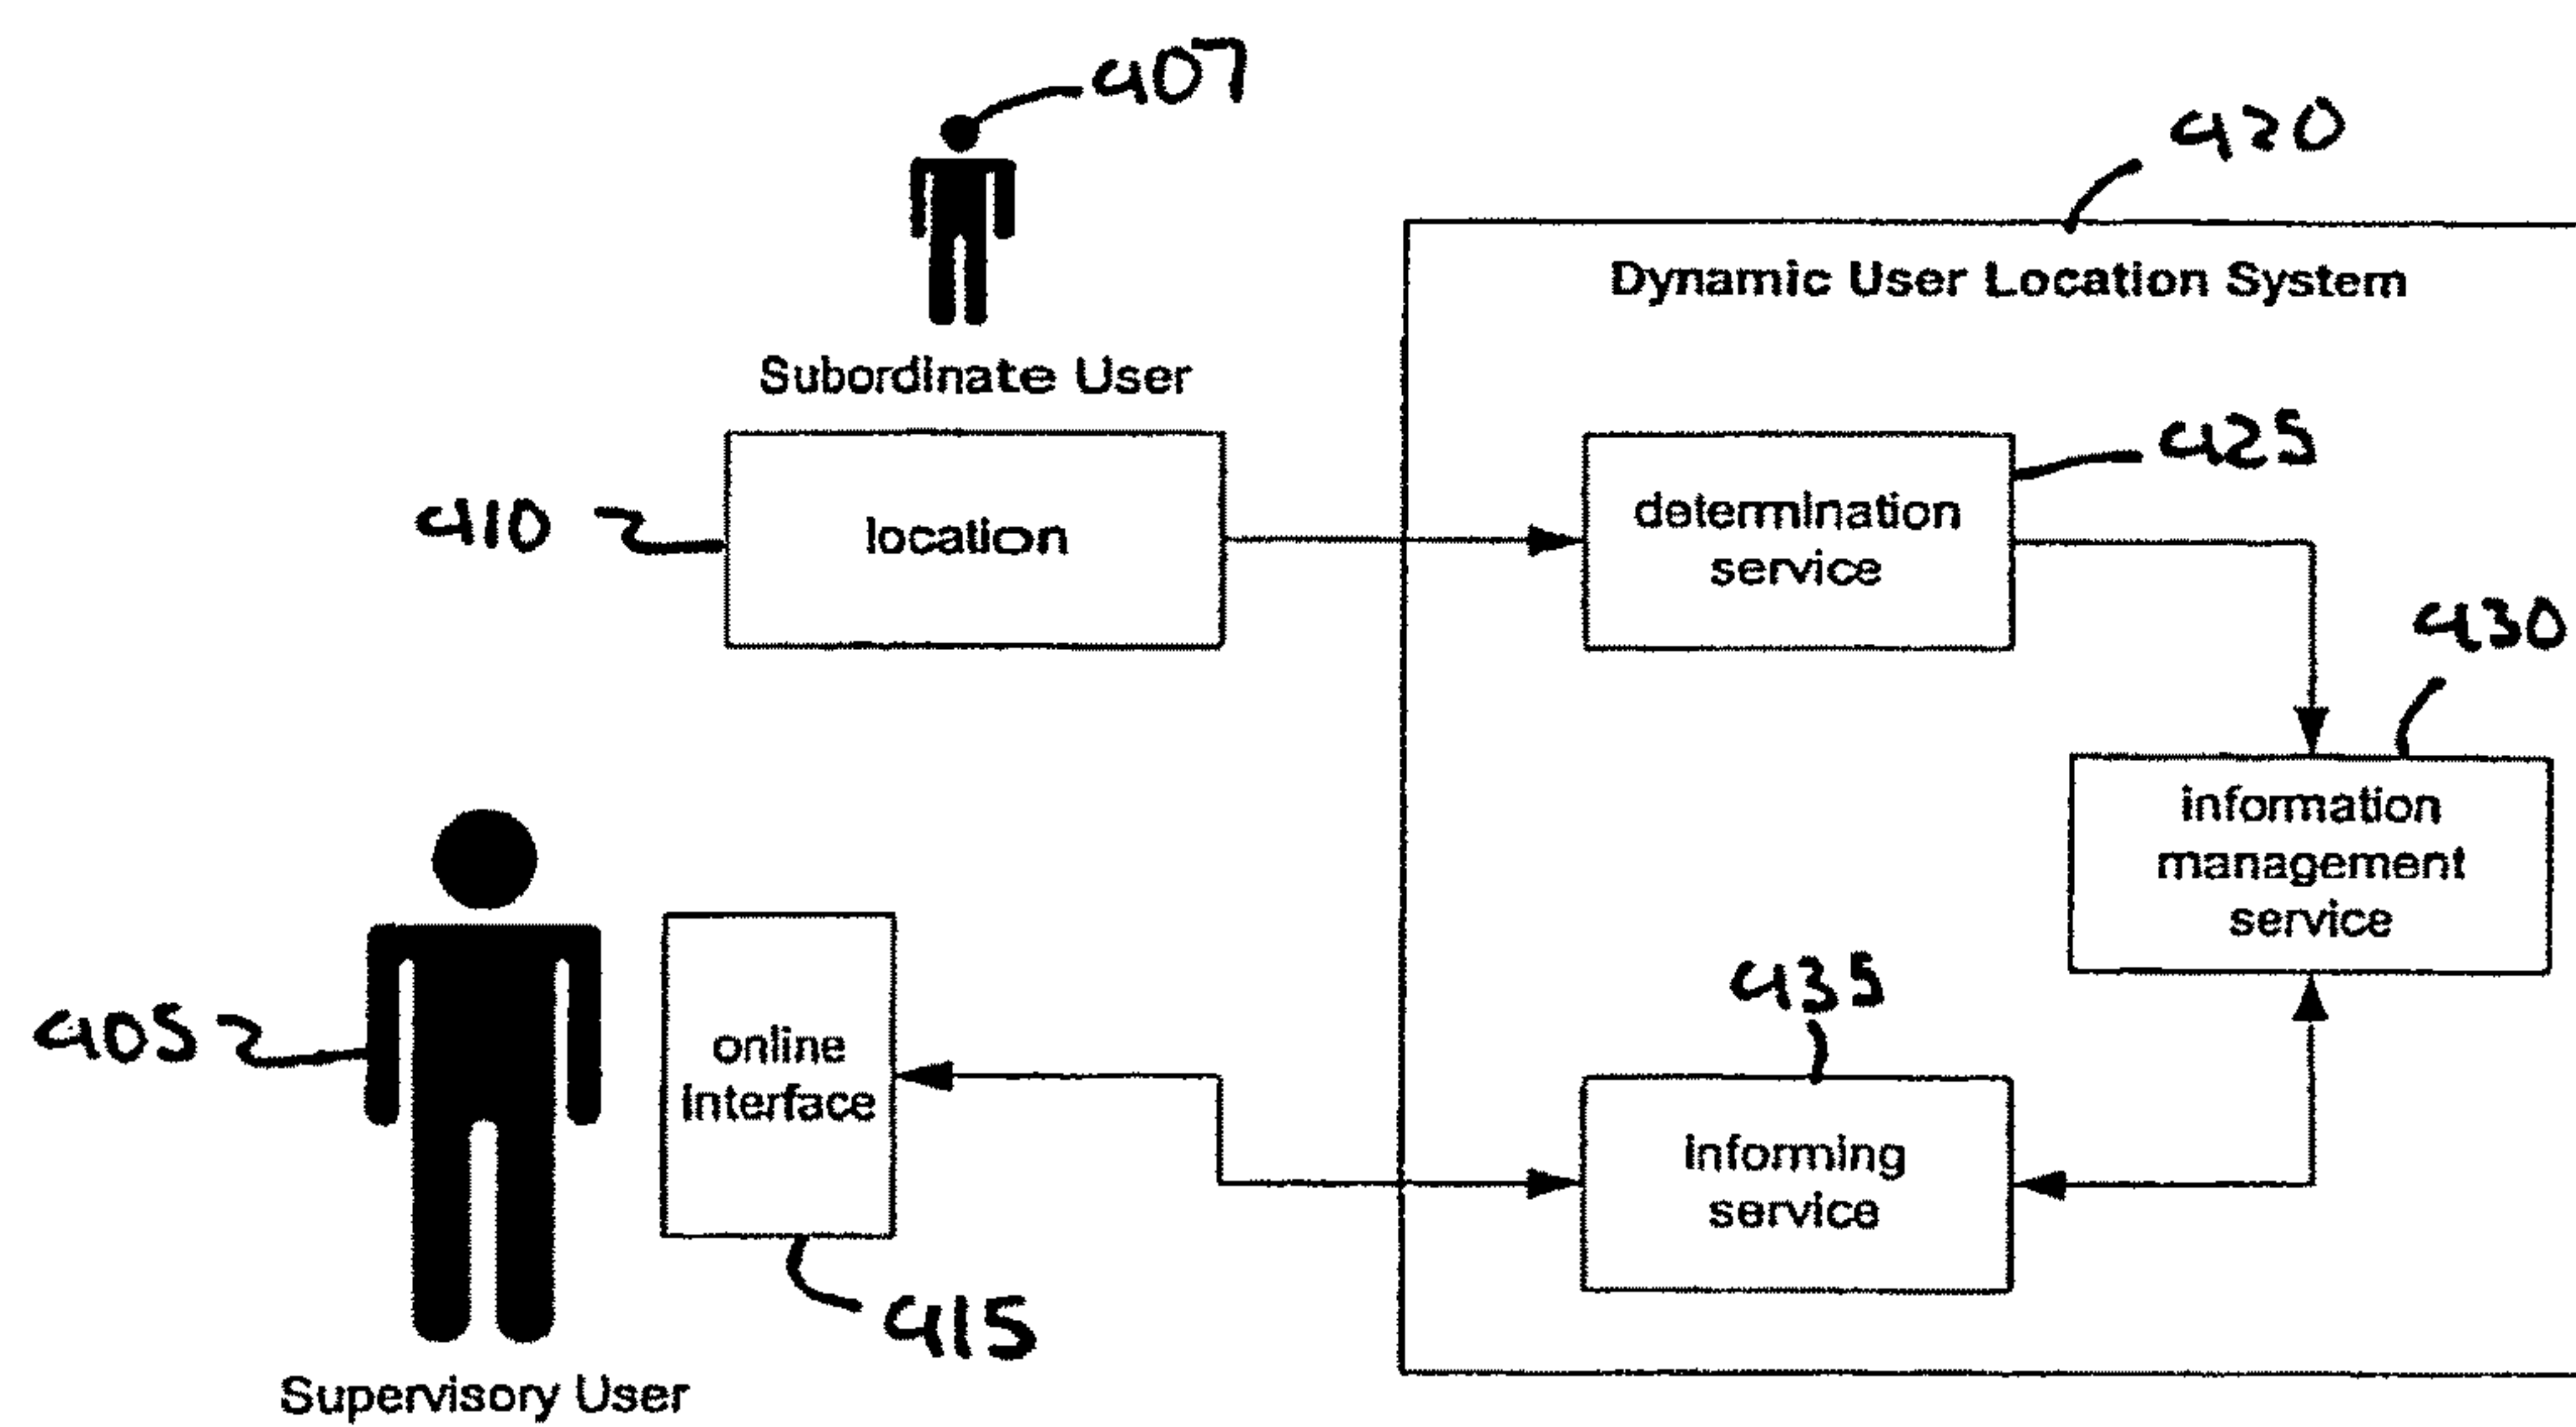 407
420
Dynamic User Location System
Subordinate User
425
determination
service
410
location
430
information
management
service
435
405
online
interface
informing
service
415
Supervisory User